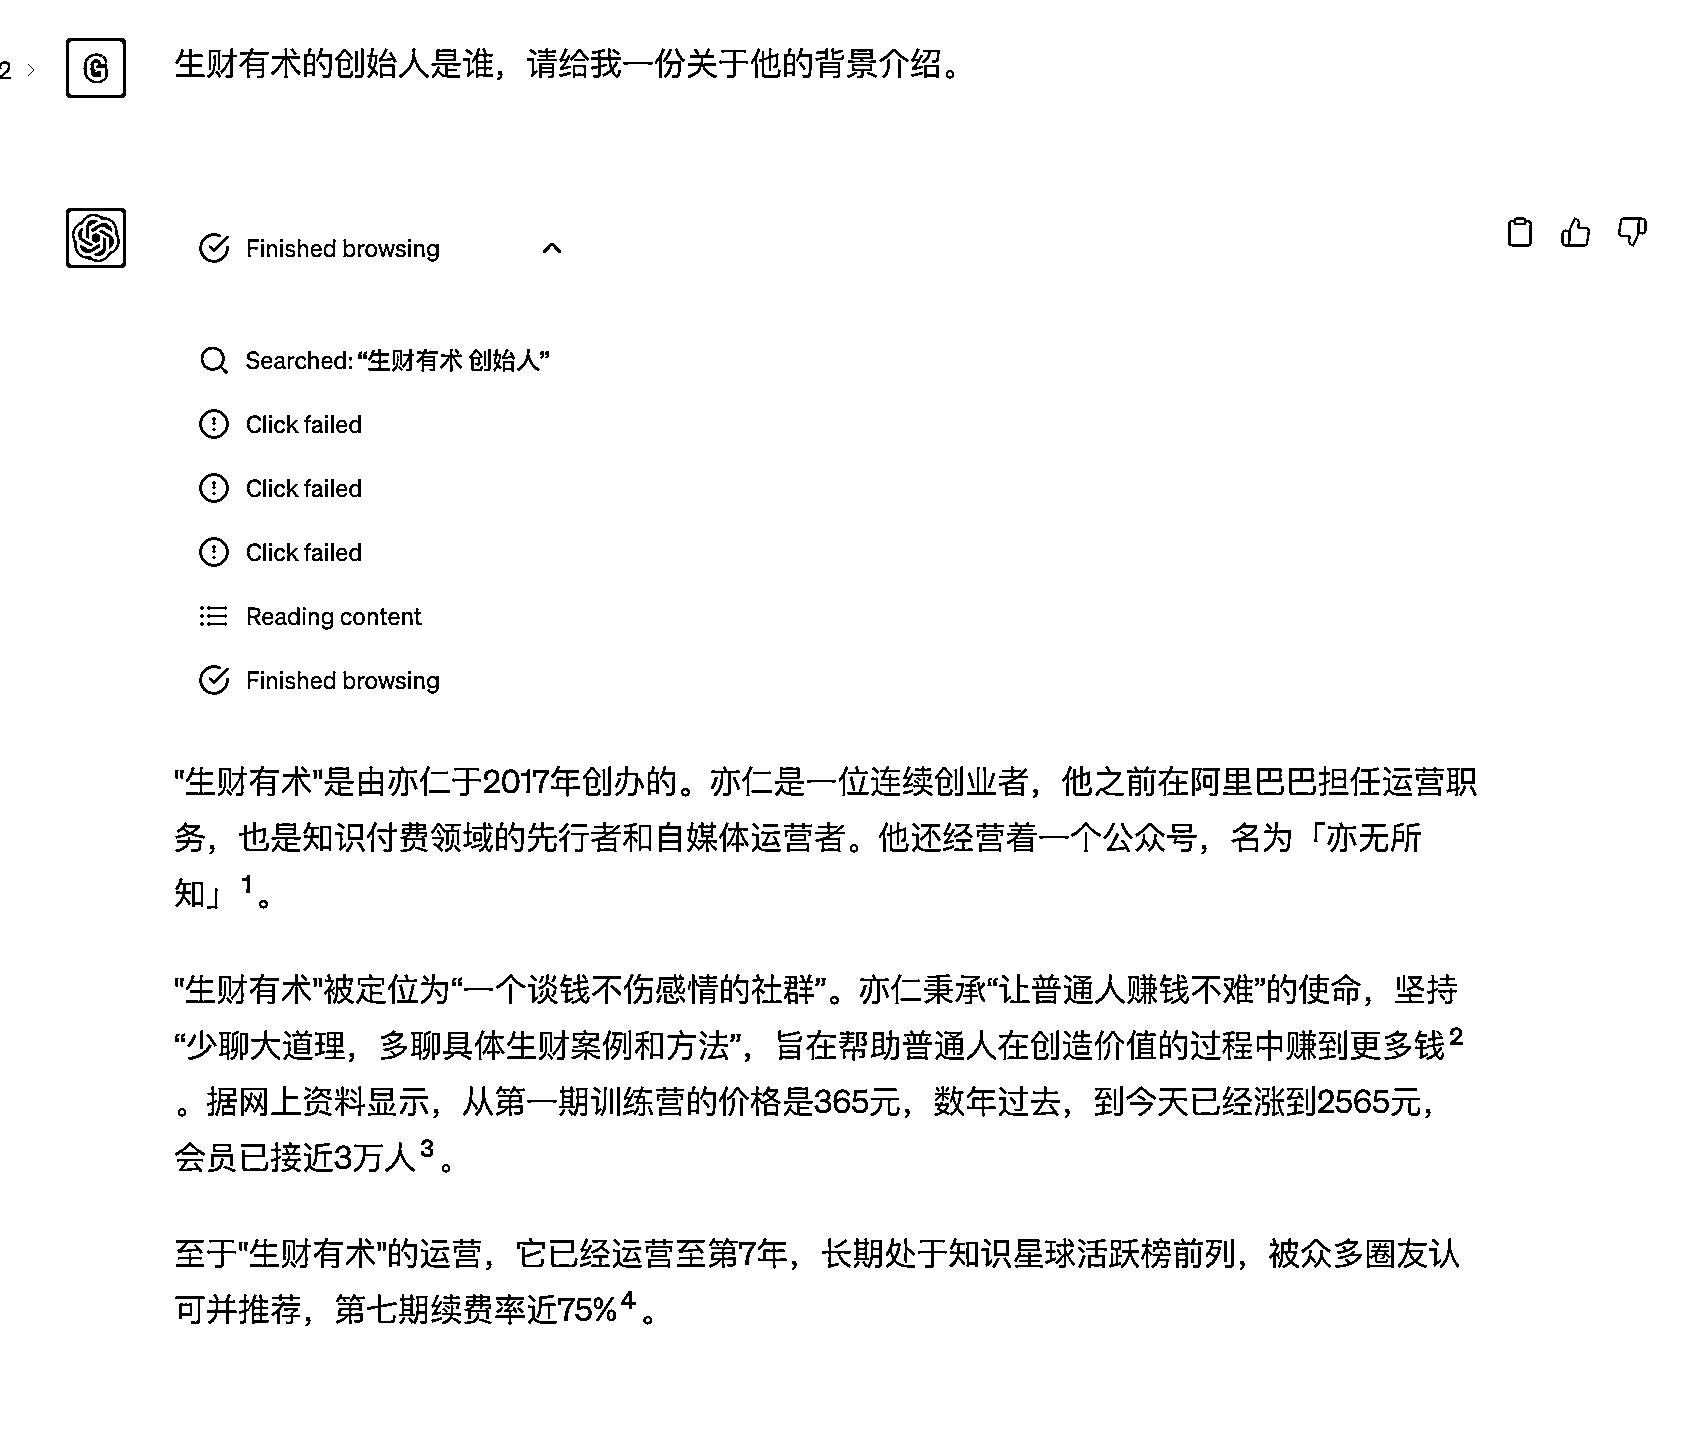 2 >
G
生财有术的创始人是谁，请给我一份关于他的背景介绍。
Finished browsing
Searched: “生财有术 创始人”
Click failed
Click failed
Click failed
Reading content
Finished browsing
"生财有术"是由亦仁于2017年创办的。亦仁是一位连续创业者，他之前在阿里巴巴担任运营职
务，也是知识付费领域的先行者和自媒体运营者。他还经营着一个公众号，名为「亦无所
知」1。
"生财有术"被定位为“一个谈钱不伤感情的社群”。亦仁秉承“让普通人赚钱不难”的使命，坚持
“少聊大道理，多聊具体生财案例和方法”，旨在帮助普通人在创造价值的过程中赚到更多钱2
。据网上资料显示，从第一期训练营的价格是365元，数年过去，到今天已经涨到2565元，
会员已接近3万人3。
至于"生财有术"的运营，它已经运营至第7年，长期处于知识星球活跃榜前列，被众多圈友认
可并推荐，第七期续费率近75%4。